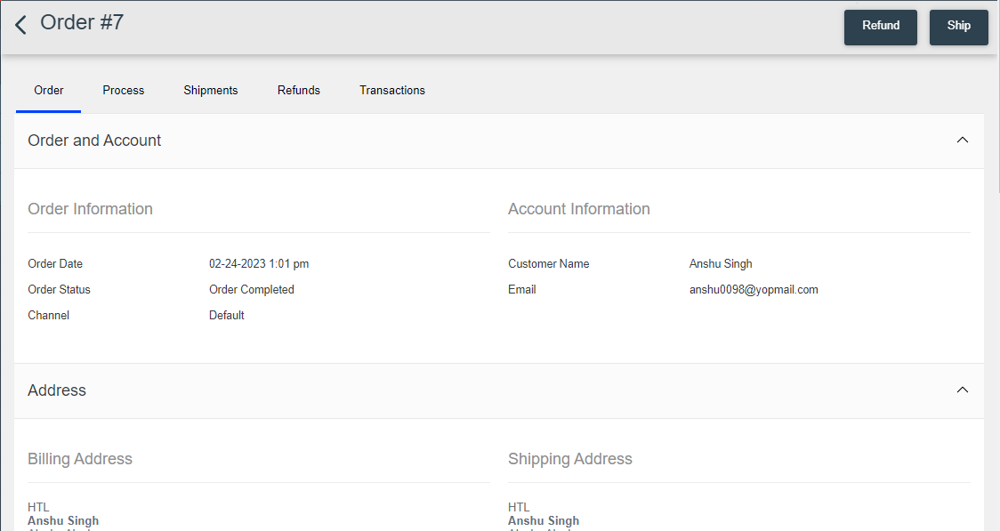 Order #7
Refund
Ship
Order
Process
Shipments
Refunds
Transactions
Order and Account
Order Information
Order Date 02-24-2023 1:01 pm
Order Status Order Completed
Channel Default
Account Information
Customer Name Anshu Singh
Email anshu0098@yopmail.com
Address
Billing Address
HTL
Anshu Singh
Shipping Address
HTL
Anshu Singh